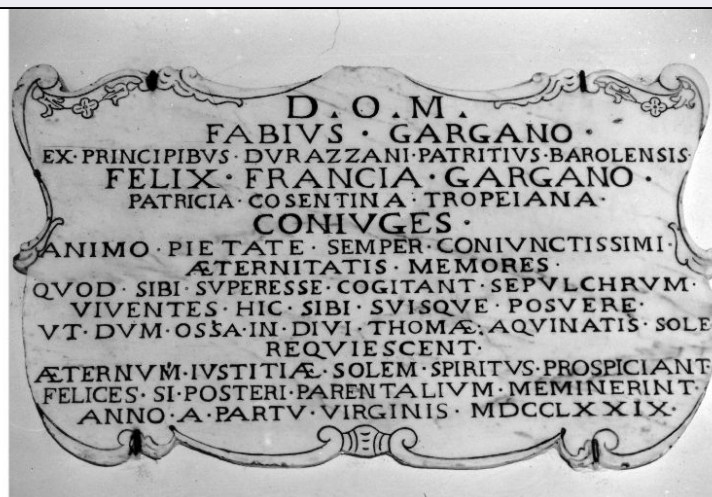 D.O.M.
FABIVS · GARGANO ·
EX·PRINCIPIBVS·DVRAZZANI·PATRITIVS·BAROLENSIS·
FELIX · FRANCIA · GARGANO ·
PATRICIA · COSENTINA · TROPEIANA ·
CONIVGES ·
ANIMO · PIETATE · SEMPER · CONIVNCTISSIMI ·
ÆTERNITATIS · MEMORES ·
QVOD · SIBI · SVPERESSE · COGITANT · SEPVLCHRVM ·
VIVENTES · HIC · SIBI · SVISQVE · POSVERE ·
VT · DVM · OSSA · IN · DIVI · THOMÆ · AQVINATIS · SOLE
REQVIESCENT ·
ÆTERNVM · IVSTITIÆ · SOLEM · SPIRITVS · PROSPICIANT
FELICES · SI · POSTERI · PARENTALIVM · MEMINERINT ·
ANNO · A · PARTV · VIRGINIS · MDCCLXXIX ·